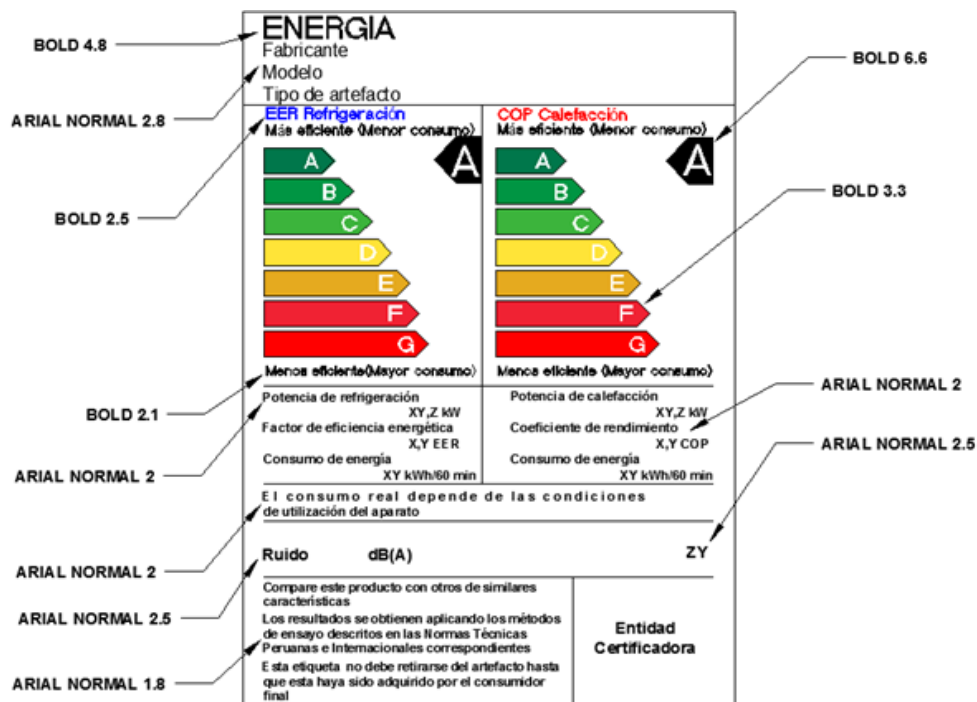 ENERGIA
BOLD 4.8
Fabricante
Modelo
BOLD 6.6
Tipo de artefacto
ARIAL NORMAL 2.8
EER Refrigeración
COP Calefacción
Más eficiente (Menor consumo)
Más eficiente (Menor consumo)
A
A
A
A
B
B
BOLD 3.3
BOLD 2.5
C
C
D
D
E
E
F
F
G
G
Menos eficiente(Mayor consumo)
Menos eficiente (Mayor consumo)
ARIAL NORMAL 2
Potencia de refrigeración
Potencia de calefacción
BOLD 2.1
XY,Z kW
XY,Z kW
Factor de eficiencia energética
Coeficiente de rendimiento
X,Y EER
X,Y COP
ARIAL NORMAL 2.5
Consumo de energía
Consumo de energía
ARIAL NORMAL 2
XY kWh/60 min
XY kWh/60 min
El consumo real depende de las condiciones
de utilización del aparato
Ruido dB(A) ZY
ARIAL NORMAL 2
Compare este producto con otros de similares
características
ARIAL NORMAL 2.5
Los resultados se obtienen aplicando los métodos
de ensayo descritos en las Normas Técnicas
Peruanas e Internacionales correspondientes
Entidad
Certificadora
Esta etiqueta no debe retirarse del artefacto hasta
que esta haya sido adquirido por el consumidor
final
ARIAL NORMAL 1.8